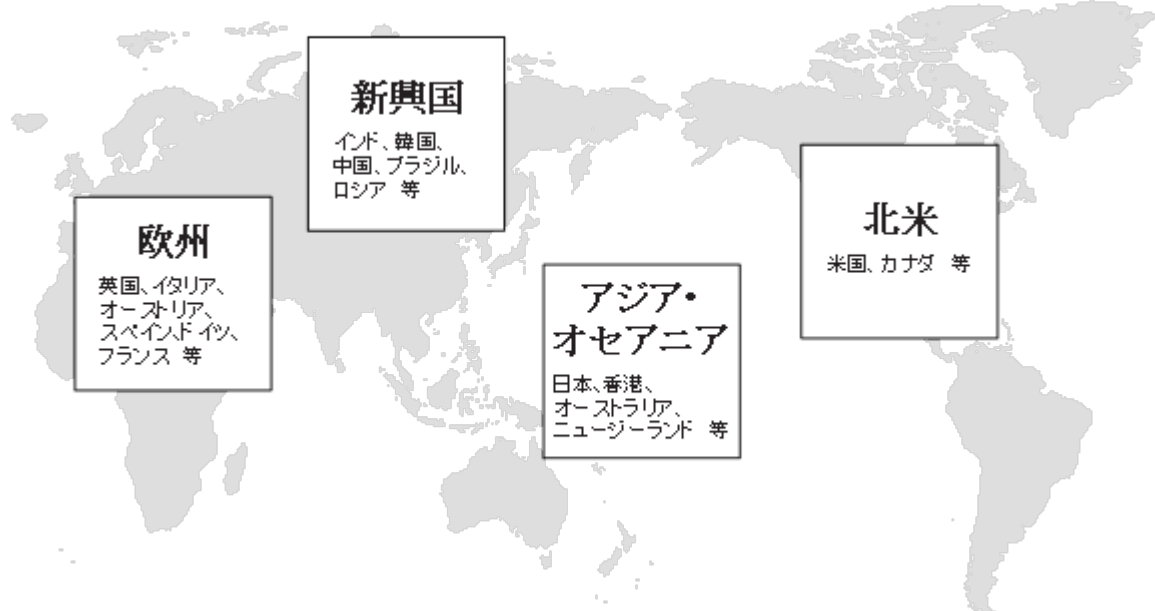 新興国
インド、韓国、
中国、ブラジル、
ロシア 等
欧州
英国、イタリア、
オーストリア、
スペイン、ドイツ、
フランス 等
アジア・
オセアニア
日本、香港、
オーストラリア、
ニュージーランド 等
北米
米国、カナダ 等